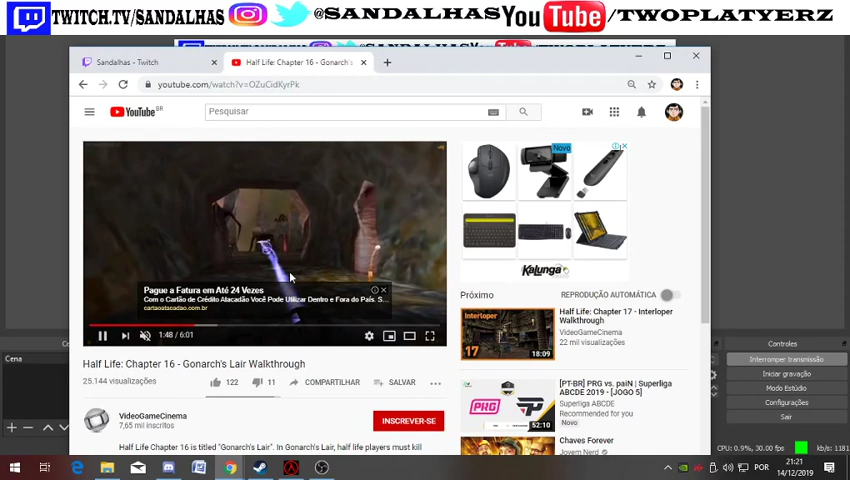 TWITCH.TV/SANDALHAS @SANDALHAS YouTube/TWOPLATYERZ
Sandalhas - Twitch
Half Life: Chapter 16 - Gonarch's
youtube.com/watch?v=OZuCidKyrPk
YouTube BR
Pesquisar
Novo
Pague a Fatura em Até 24 Vezes
Com o Cartão de Crédito Atacadão Você Pode Utilizar Dentro e Fora do País. S...
cartaoatacadao.com.br
1:48 / 6:01
Kalunga
Próximo
REPRODUÇÃO AUTOMÁTICA
Interloper
17
18:09
Half Life: Chapter 17 - Interloper
Walkthrough
VideoGameCinema
22 mil visualizações
Half Life: Chapter 16 - Gonarch's Lair Walkthrough
25.144 visualizações
122
11
COMPARTILHAR
SALVAR
PRG
52:10
[PT-BR] PRG vs. paiN | Superliga
ABCDE 2019 - [JOGO 5]
Superliga ABCDE
Recommended for you
Novo
VideoGameCinema
7,65 mil inscritos
INSCREVER-SE
Half Life Chapter 16 is titled "Gonarch's Lair". In Gonarch's Lair, half life players must kill
Chaves Forever
Jovem Nerd
Cena
Controles
Interromper transmissão
Iniciar gravação
Modo Estúdio
Configurações
Sair
CPU: 0.9%, 30.00 fps
kb/s: 1181
POR
21:21
14/12/2019